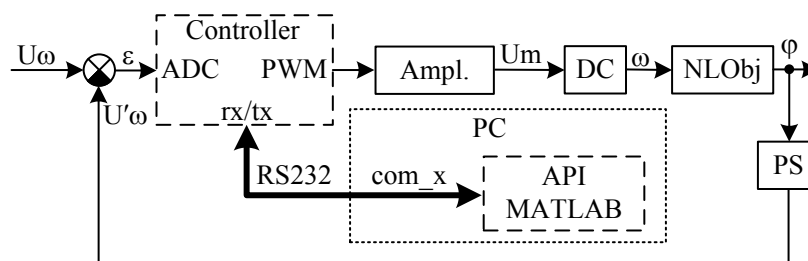 Uω
ε
Controller
ADC
PWM
rx/tx
Ampl.
Um
DC
ω
NLObj
φ
U′ω
PS
PC
RS232
com_x
API
MATLAB